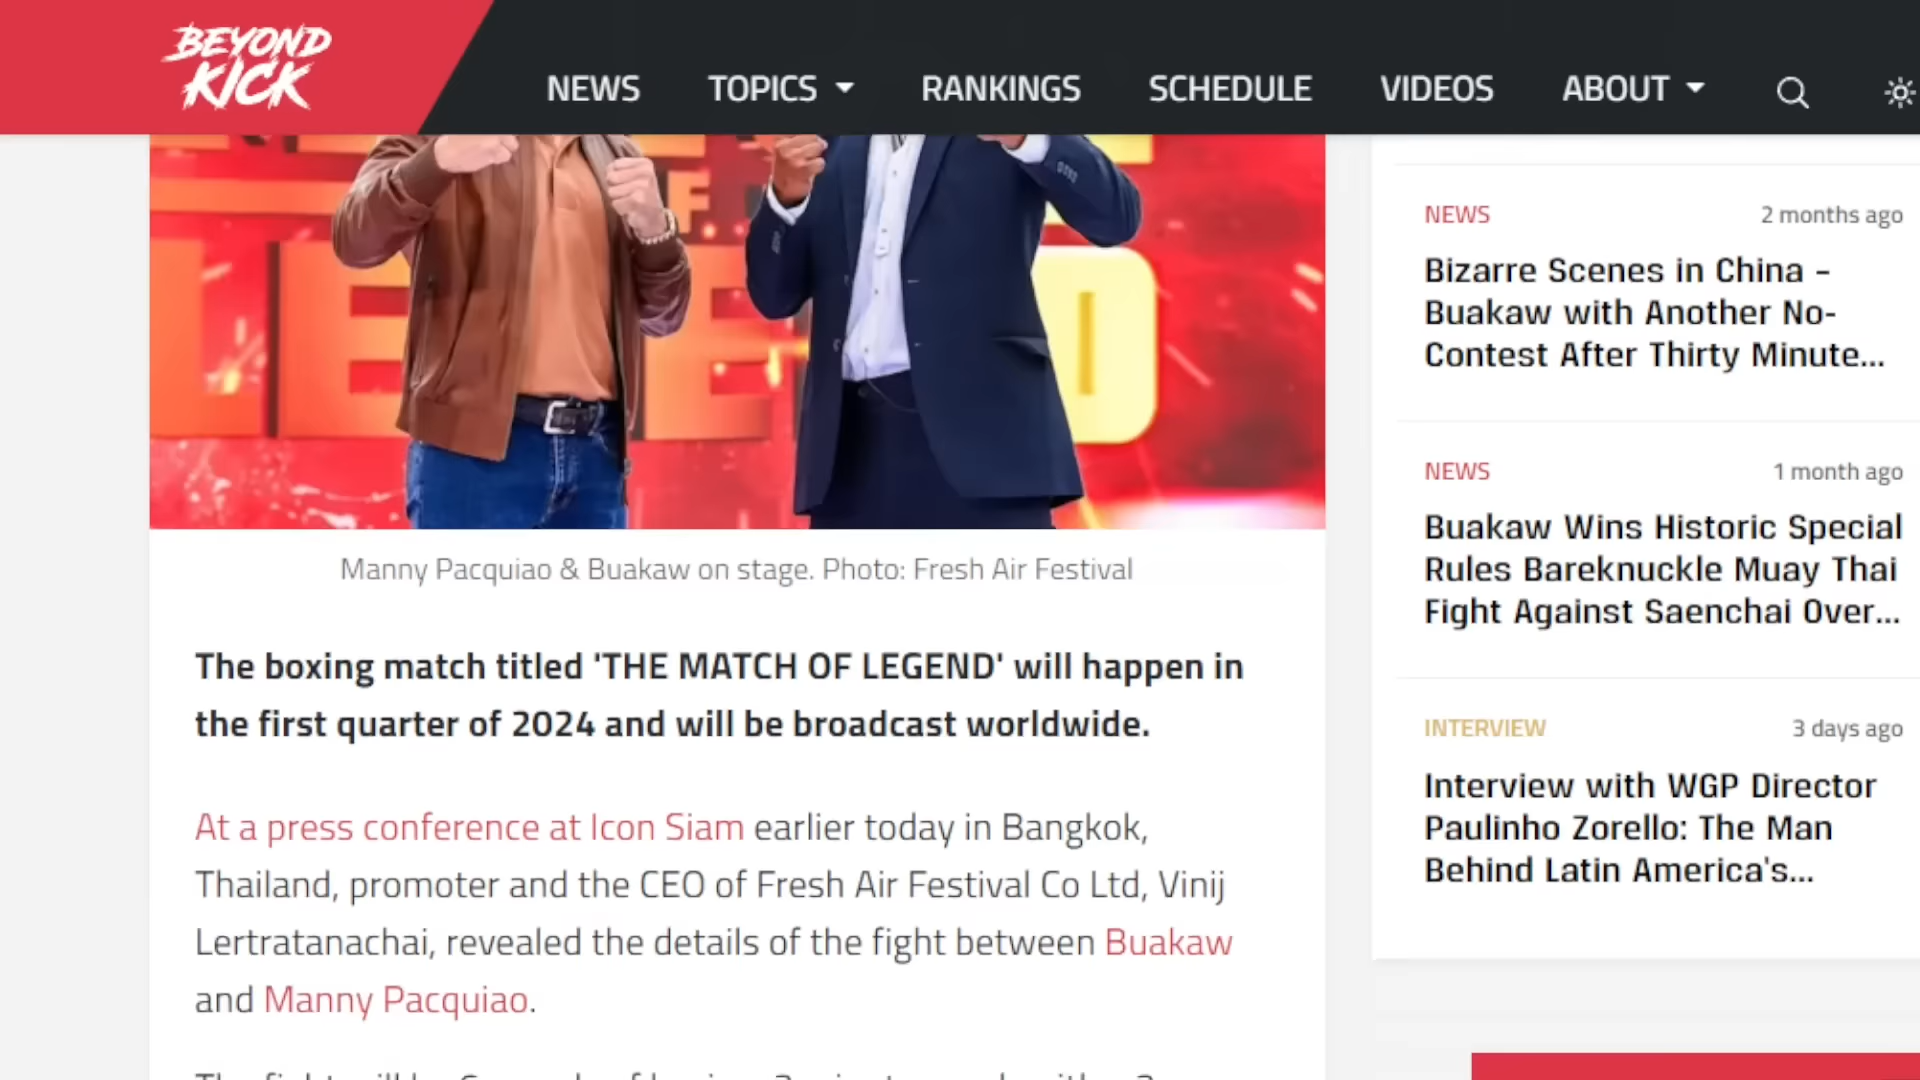 BEYOND
KICK
NEWS
TOPICS
RANKINGS
SCHEDULE
VIDEOS
ABOUT
Manny Pacquiao & Buakaw on stage. Photo: Fresh Air Festival
The boxing match titled 'THE MATCH OF LEGEND' will happen in
the first quarter of 2024 and will be broadcast worldwide.
At a press conference at Icon Siam earlier today in Bangkok,
Thailand, promoter and the CEO of Fresh Air Festival Co Ltd, Vinij
Lertratanachai, revealed the details of the fight between Buakaw
and Manny Pacquiao.
NEWS
2 months ago
Bizarre Scenes in China –
Buakaw with Another No-
Contest After Thirty Minute...
NEWS
1 month ago
Buakaw Wins Historic Special
Rules Bareknuckle Muay Thai
Fight Against Saenchai Over...
INTERVIEW
3 days ago
Interview with WGP Director
Paulinho Zorello: The Man
Behind Latin America's...